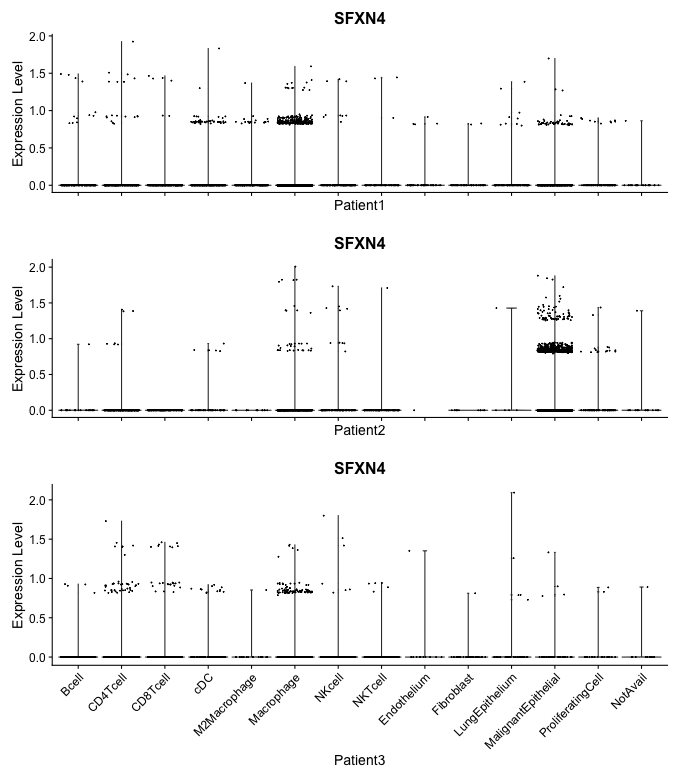 SFXN4
Expression Level
2.0
1.5
1.0
0.5
0.0
Patient1
SFXN4
Expression Level
2.0
1.5
1.0
0.5
0.0
Patient2
SFXN4
Expression Level
2.0
1.5
1.0
0.5
0.0
Bcell
CD4Tcell
CD8Tcell
cDC
M2Macrophage
Macrophage
NKcell
NKTcell
Endothelium
Fibroblast
LungEpithelium
MalignantEpithelial
ProliferatingCell
NotAvail
Patient3